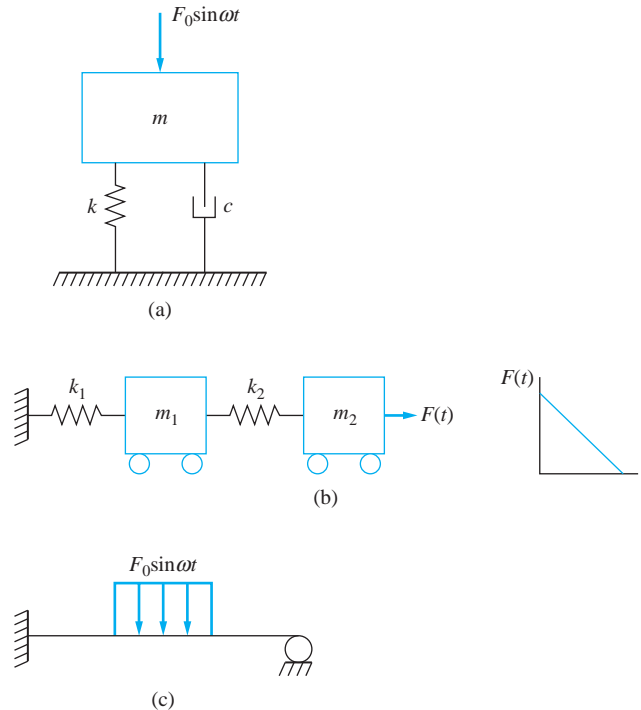 F₀sinωt
m
k
c
(a)
k₁
k₂
F(t)
m₁
m₂
F(t)
(b)
F₀sinωt
(c)